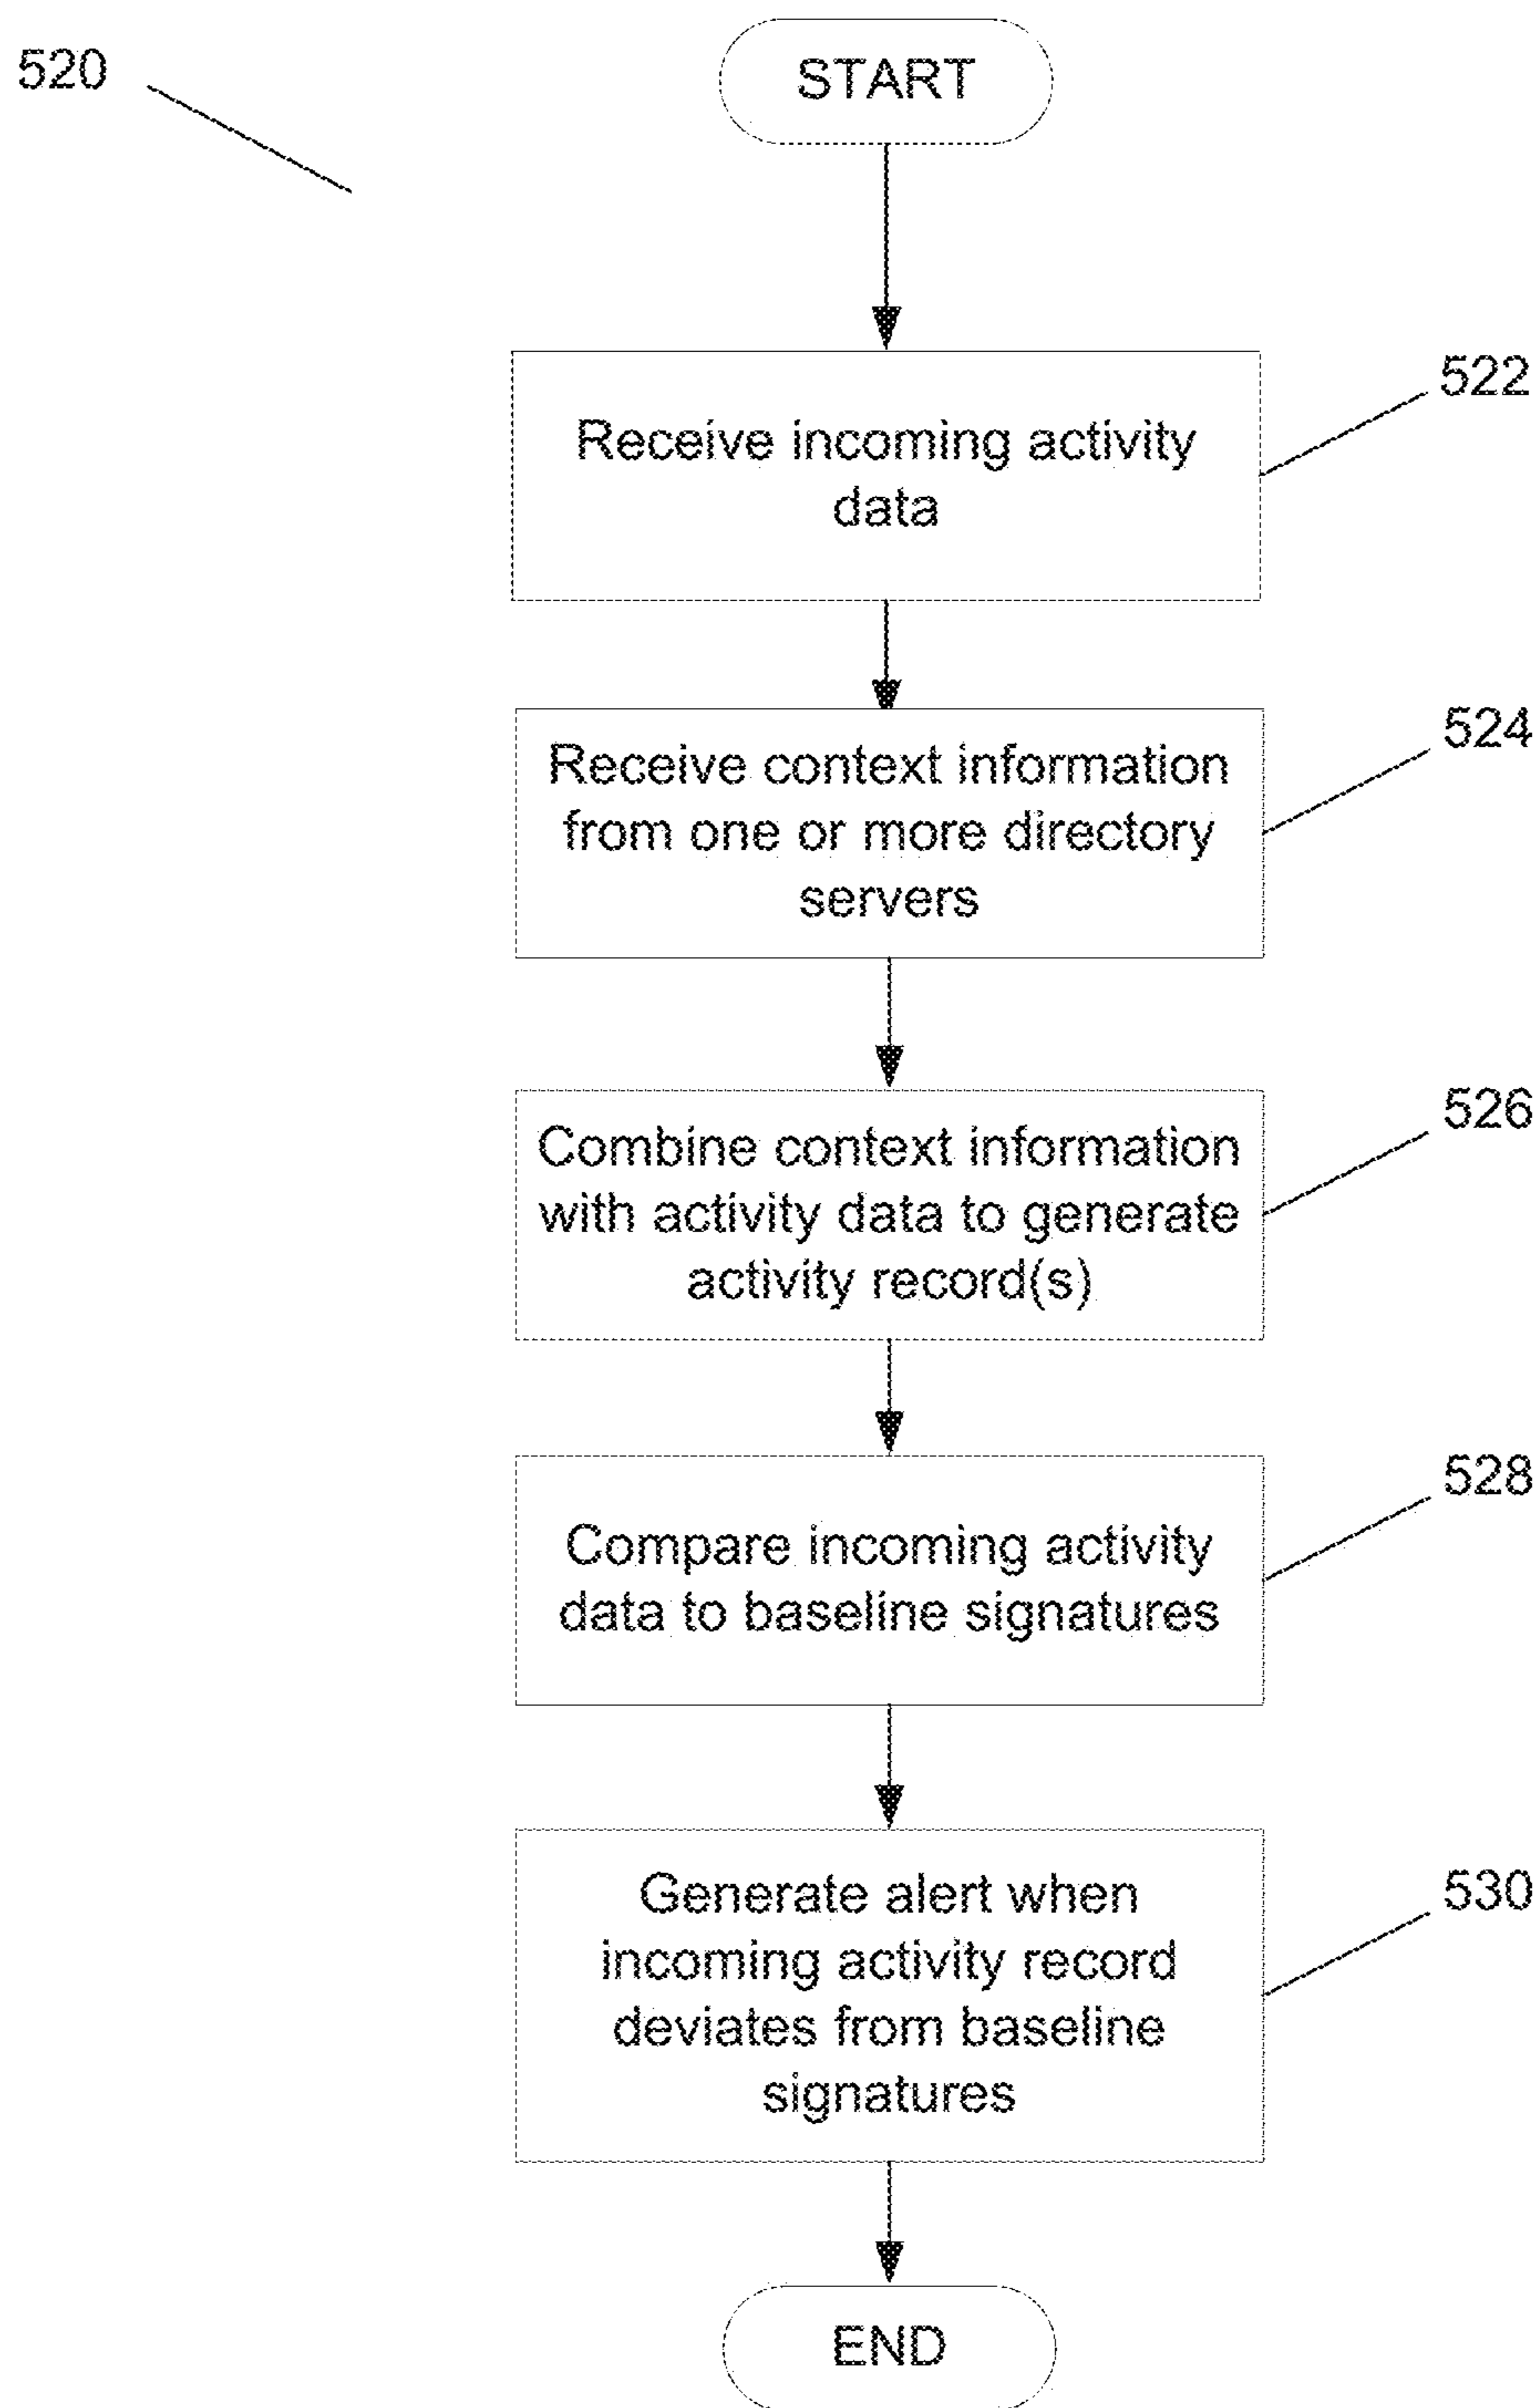 520
START
522
Receive incoming activity
data
524
Receive context information
from one or more directory
servers
526
Combine context information
with activity data to generate
activity record(s)
528
Compare incoming activity
data to baseline signatures
530
Generate alert when
incoming activity record
deviates from baseline
signatures
END